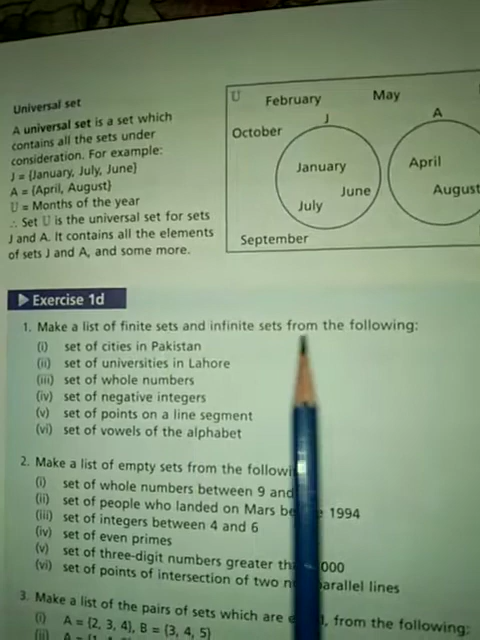 Universal set
A universal set is a set which
contains all the sets under
consideration. For example:
J = {January, July, June}
A = {April, August}
U = Months of the year
∴ Set U is the universal set for sets
J and A. It contains all the elements
of sets J and A, and some more.
U
February
May
J
A
October
January
April
June
August
July
September
Exercise 1d
1. Make a list of finite sets and infinite sets from the following:
(i) set of cities in Pakistan
(ii) set of universities in Lahore
(iii) set of whole numbers
(iv) set of negative integers
(v) set of points on a line segment
(vi) set of vowels of the alphabet
2. Make a list of empty sets from the
(i) set of whole numbers between 9 and
(ii) set of people who landed on Mars 1994
(iii) set of integers between 4 and 6
(iv) set of even primes
(v) set of three-digit numbers greater
(vi) set of points of intersection of two parallel lines
3. Make a list of the pairs of sets which are from the following:
(i) A = {2, 3, 4}, B = {3, 4, 5}